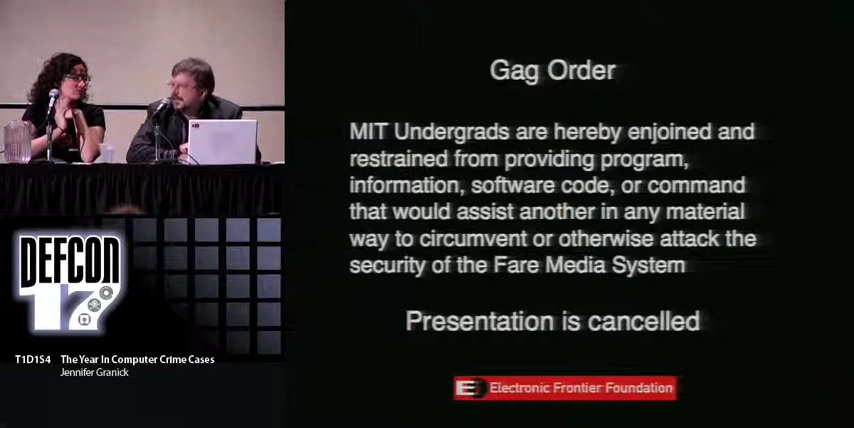 Gag Order
MIT Undergrads are hereby enjoined and
restrained from providing program,
information, software code, or command
that would assist another in any material
way to circumvent or otherwise attack the
security of the Fare Media System
Presentation is cancelled
Electronic Frontier Foundation
DEFCON
17
T1D1S4 The Year In Computer Crime Cases
Jennifer Granick